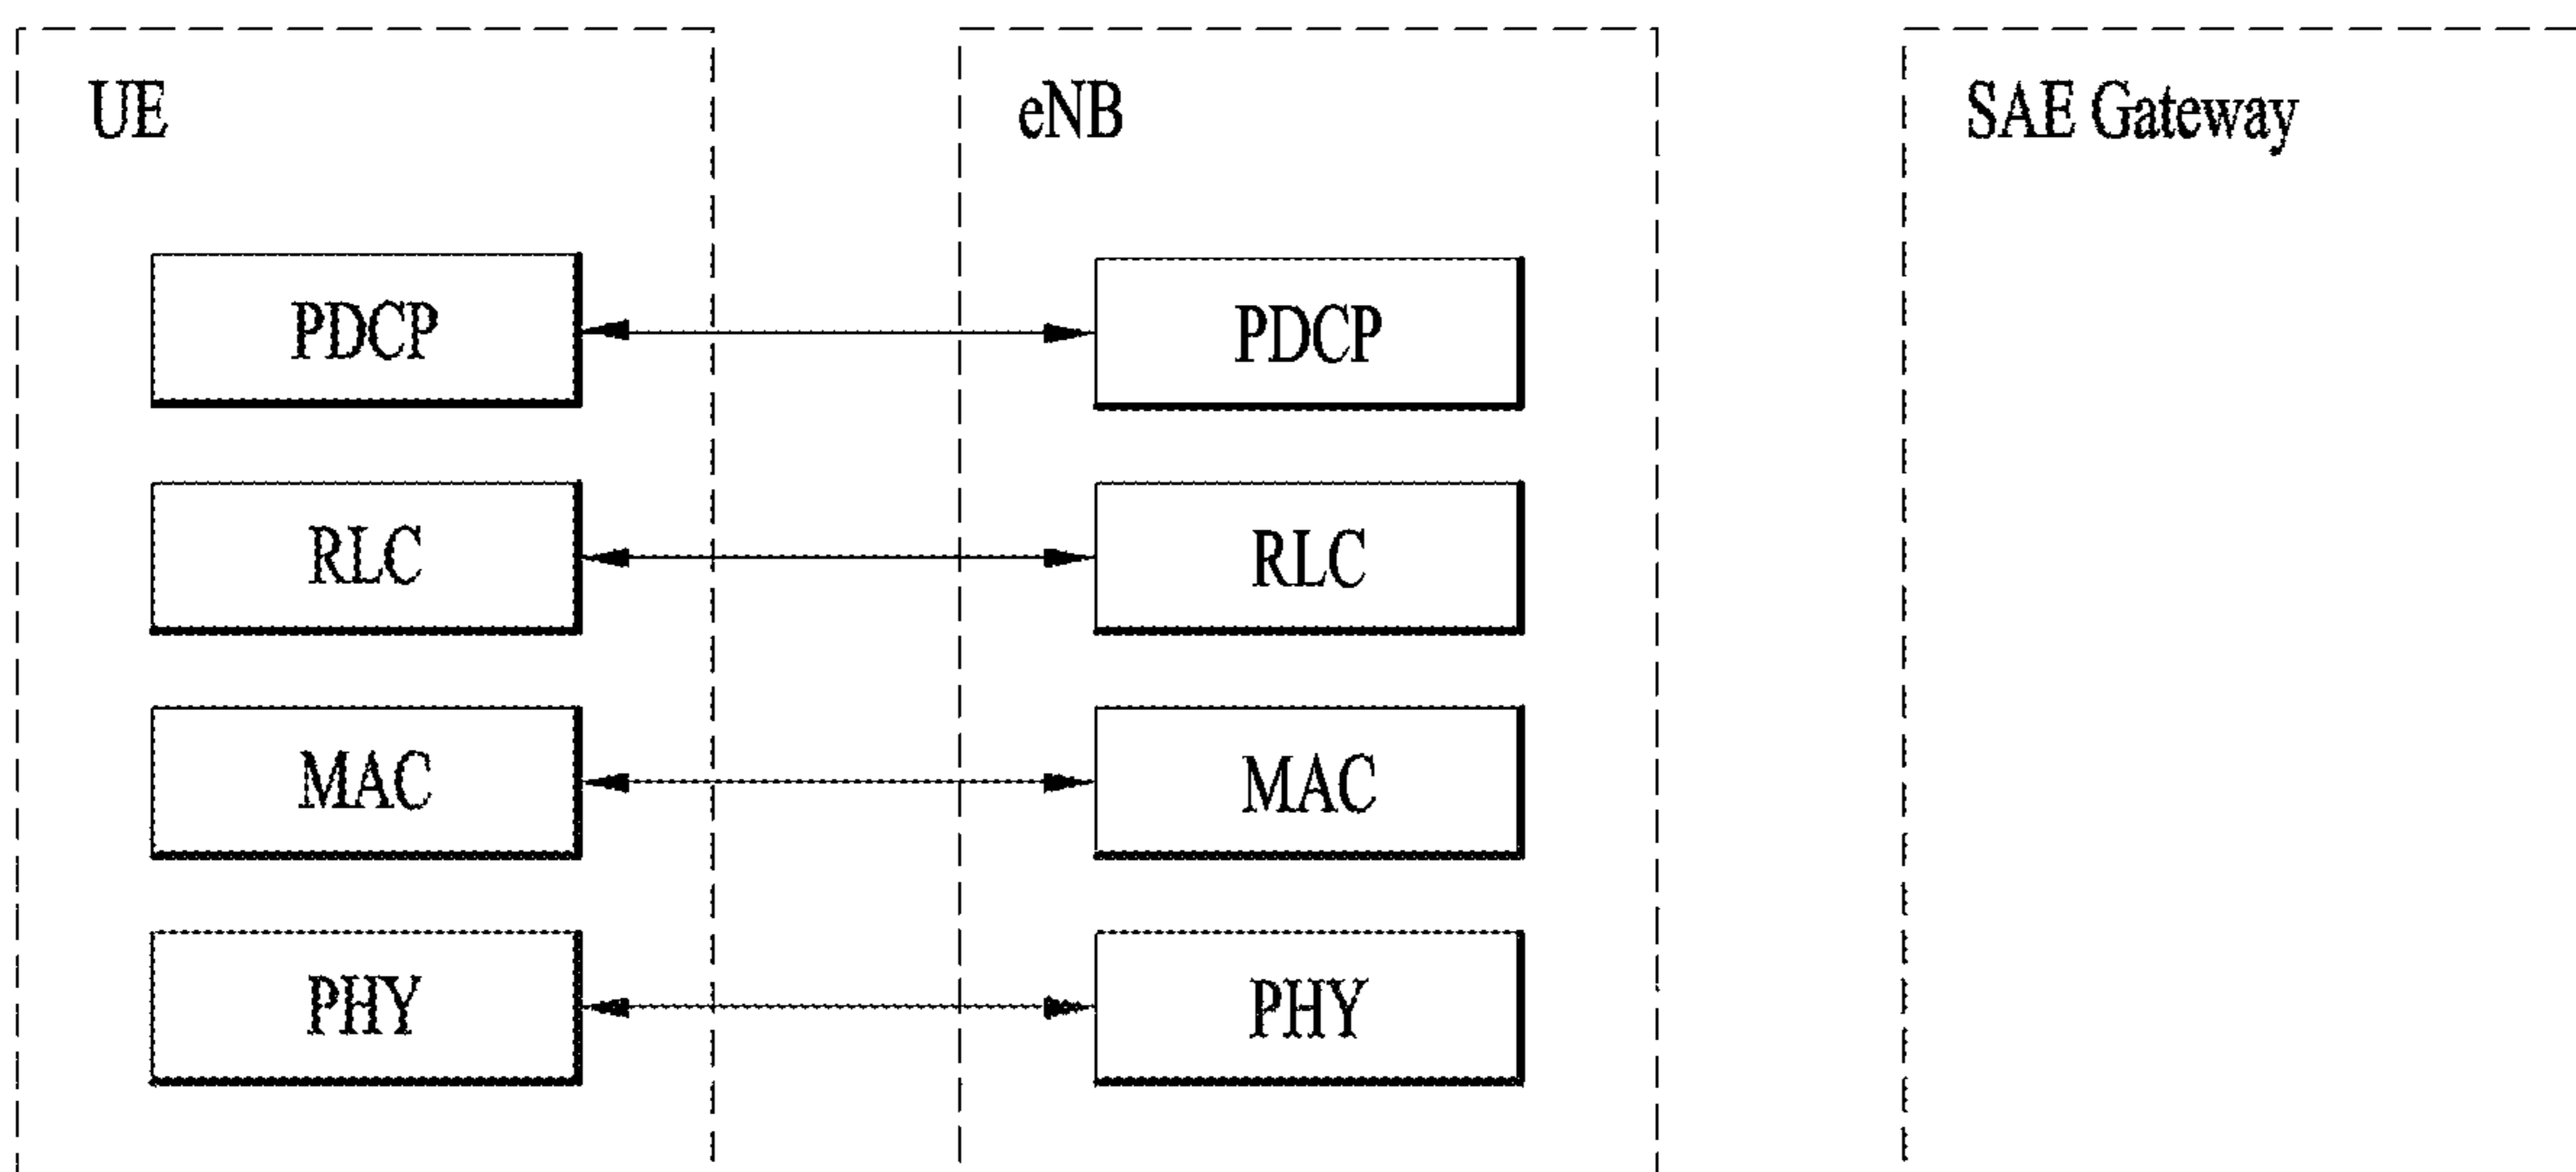 UE
eNB
SAE Gateway
PDCP
PDCP
RLC
RLC
MAC
MAC
PHY
PHY